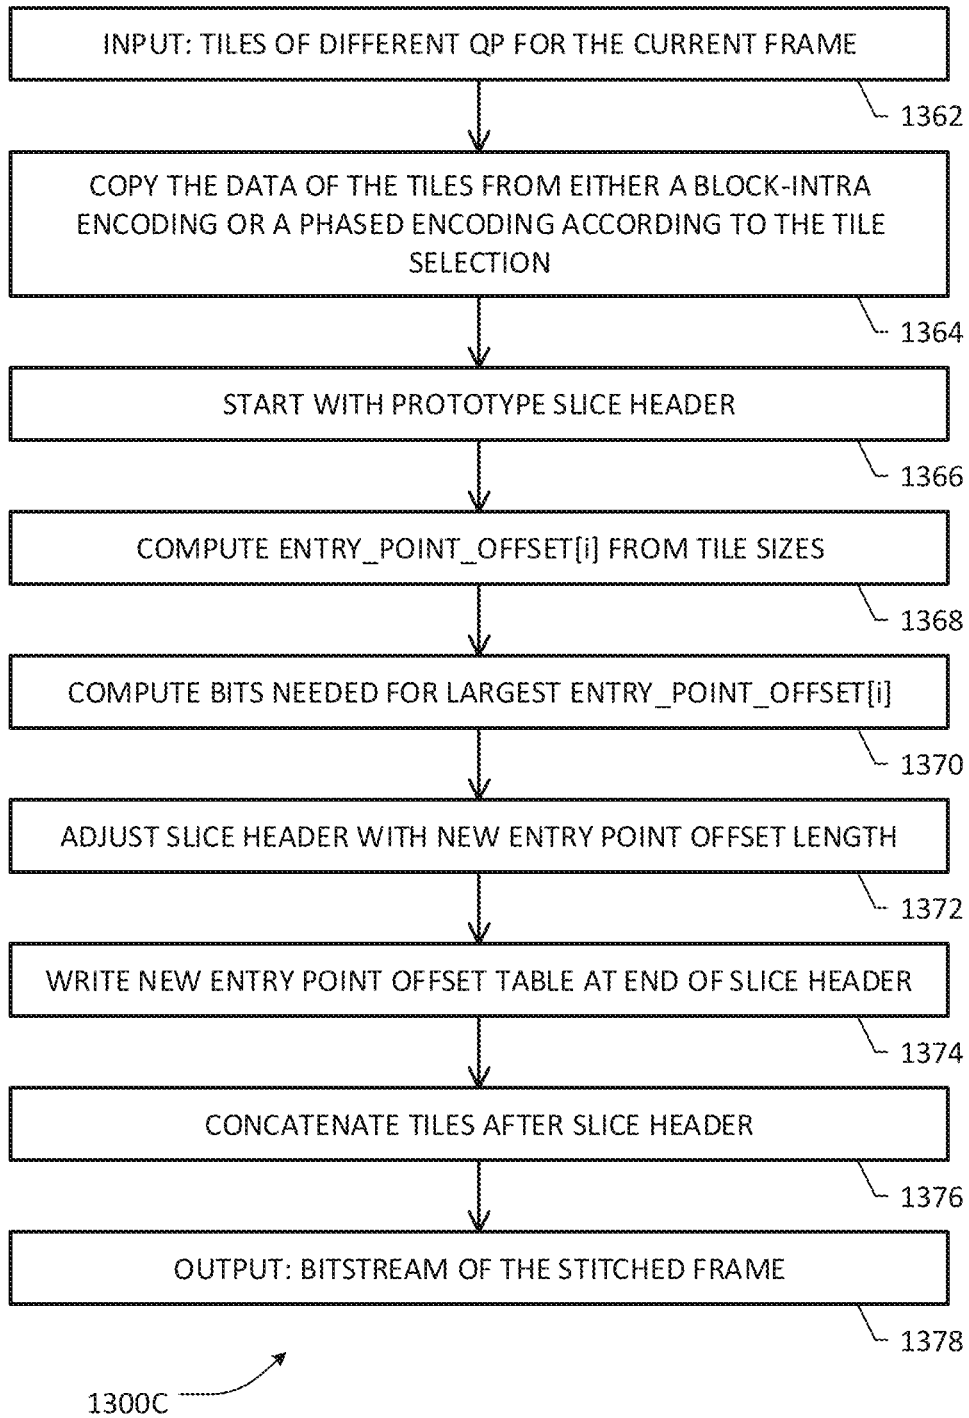 INPUT: TILES OF DIFFERENT QP FOR THE CURRENT FRAME
1362
COPY THE DATA OF THE TILES FROM EITHER A BLOCK-INTRA
ENCODING OR A PHASED ENCODING ACCORDING TO THE TILE
SELECTION
1364
START WITH PROTOTYPE SLICE HEADER
1366
COMPUTE ENTRY_POINT_OFFSET[i] FROM TILE SIZES
1368
COMPUTE BITS NEEDED FOR LARGEST ENTRY_POINT_OFFSET[i]
1370
ADJUST SLICE HEADER WITH NEW ENTRY POINT OFFSET LENGTH
1372
WRITE NEW ENTRY POINT OFFSET TABLE AT END OF SLICE HEADER
1374
CONCATENATE TILES AFTER SLICE HEADER
1376
OUTPUT: BITSTREAM OF THE STITCHED FRAME
1378
1300C